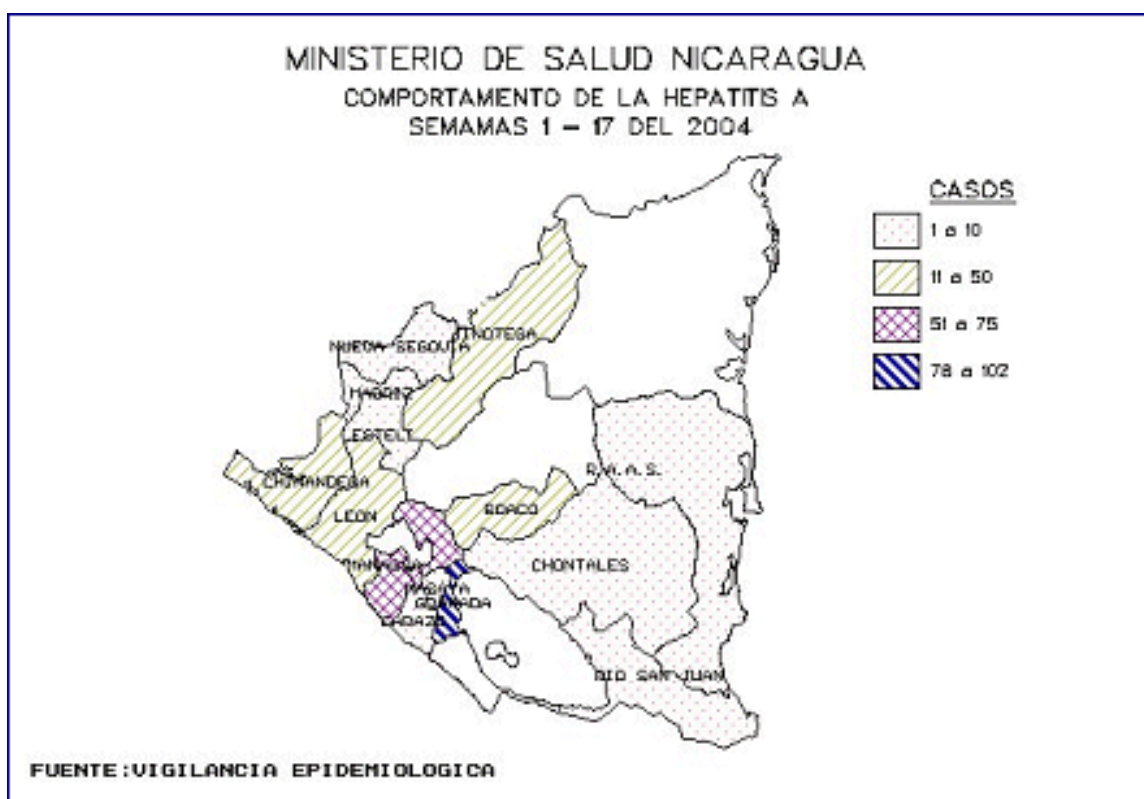 MINISTERIO DE SALUD NICARAGUA
COMPORTAMIENTO DE LA HEPATITIS A
SEMAMAS 1 - 17 DEL 2004
CASOS
1 a 10
11 a 50
51 a 75
78 a 102
JINOTEGA
NUEVA SEGOVIA
MADRIZ
ESTELI
R.A.A.S.
CHINANDEGA
BOACO
LEON
MANAGUA
CHONTALES
MASAYA
GRANADA
CARAZO
RIO SAN JUAN
FUENTE:VIGILANCIA EPIDEMIOLOGICA